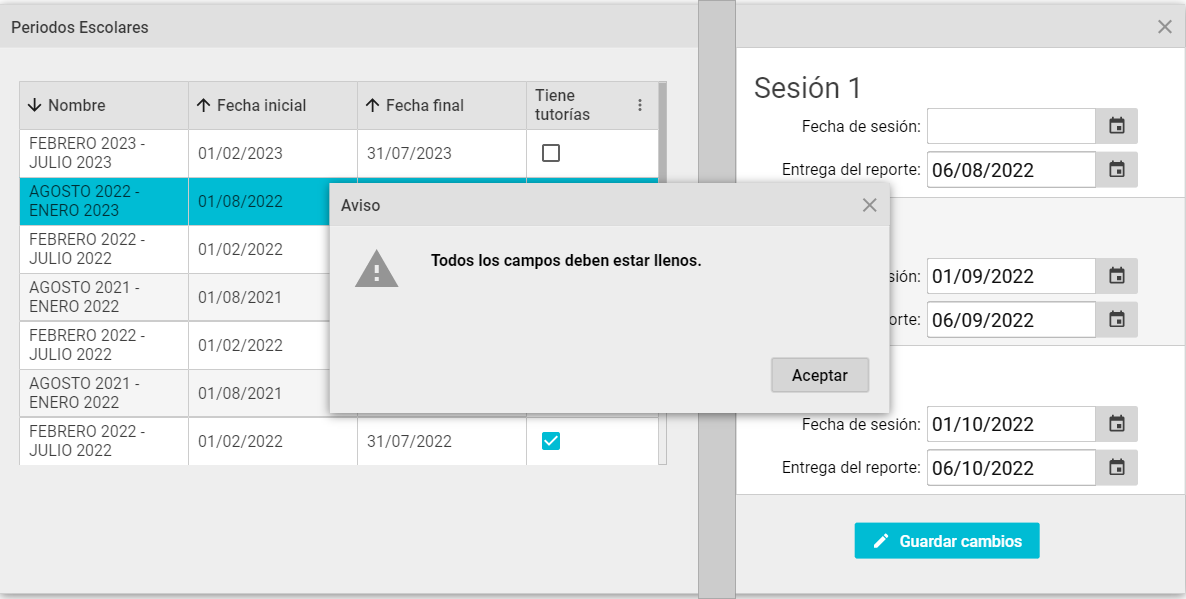 Periodos Escolares
Nombre
Fecha inicial
Fecha final
Tiene
tutorías
FEBRERO 2023 -
JULIO 2023
01/02/2023
31/07/2023
AGOSTO 2022 -
ENERO 2023
01/08/2022
FEBRERO 2022 -
JULIO 2022
01/02/2022
AGOSTO 2021 -
ENERO 2022
01/08/2021
FEBRERO 2022 -
JULIO 2022
01/02/2022
AGOSTO 2021 -
ENERO 2022
01/08/2021
FEBRERO 2022 -
JULIO 2022
01/02/2022
31/07/2022
Aviso
Todos los campos deben estar llenos.
Aceptar
Sesión 1
Fecha de sesión:
Entrega del reporte: 06/08/2022
sión: 01/09/2022
orte: 06/09/2022
Fecha de sesión: 01/10/2022
Entrega del reporte: 06/10/2022
Guardar cambios